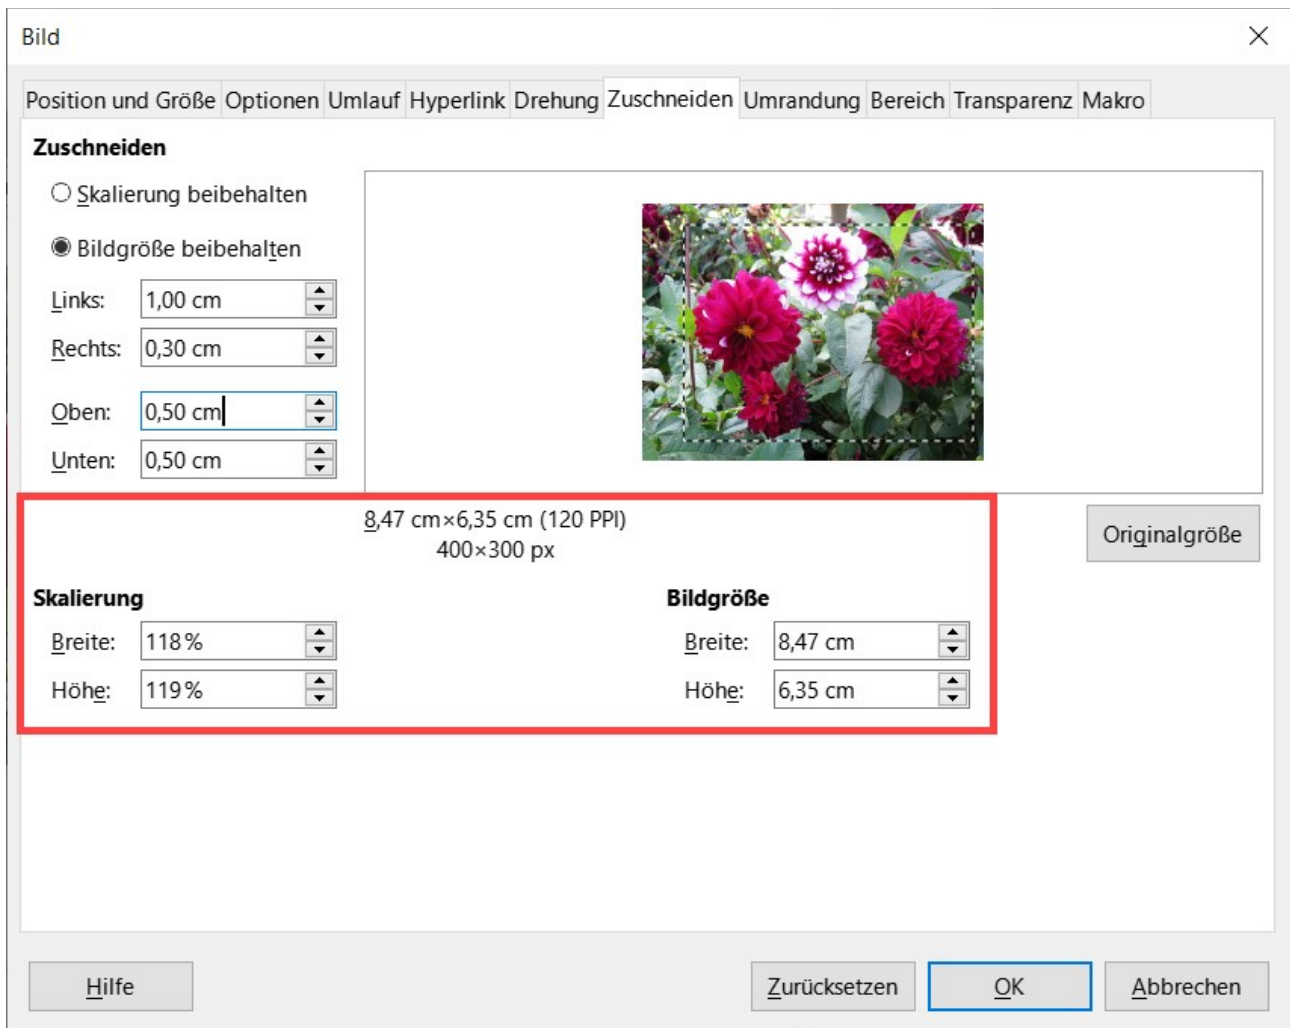 Bild
Position und Größe Optionen Umlauf Hyperlink Drehung Zuschneiden Umrandung Bereich Transparenz Makro
Zuschneiden
Skalierung beibehalten
Bildgröße beibehalten
Links: 1,00 cm
Rechts: 0,30 cm
Oben: 0,50 cm
Unten: 0,50 cm
8,47 cm×6,35 cm (120 PPI)
400×300 px
Originalgröße
Skalierung
Breite: 118 %
Höhe: 119 %
Bildgröße
Breite: 8,47 cm
Höhe: 6,35 cm
Hilfe
Zurücksetzen
OK
Abbrechen